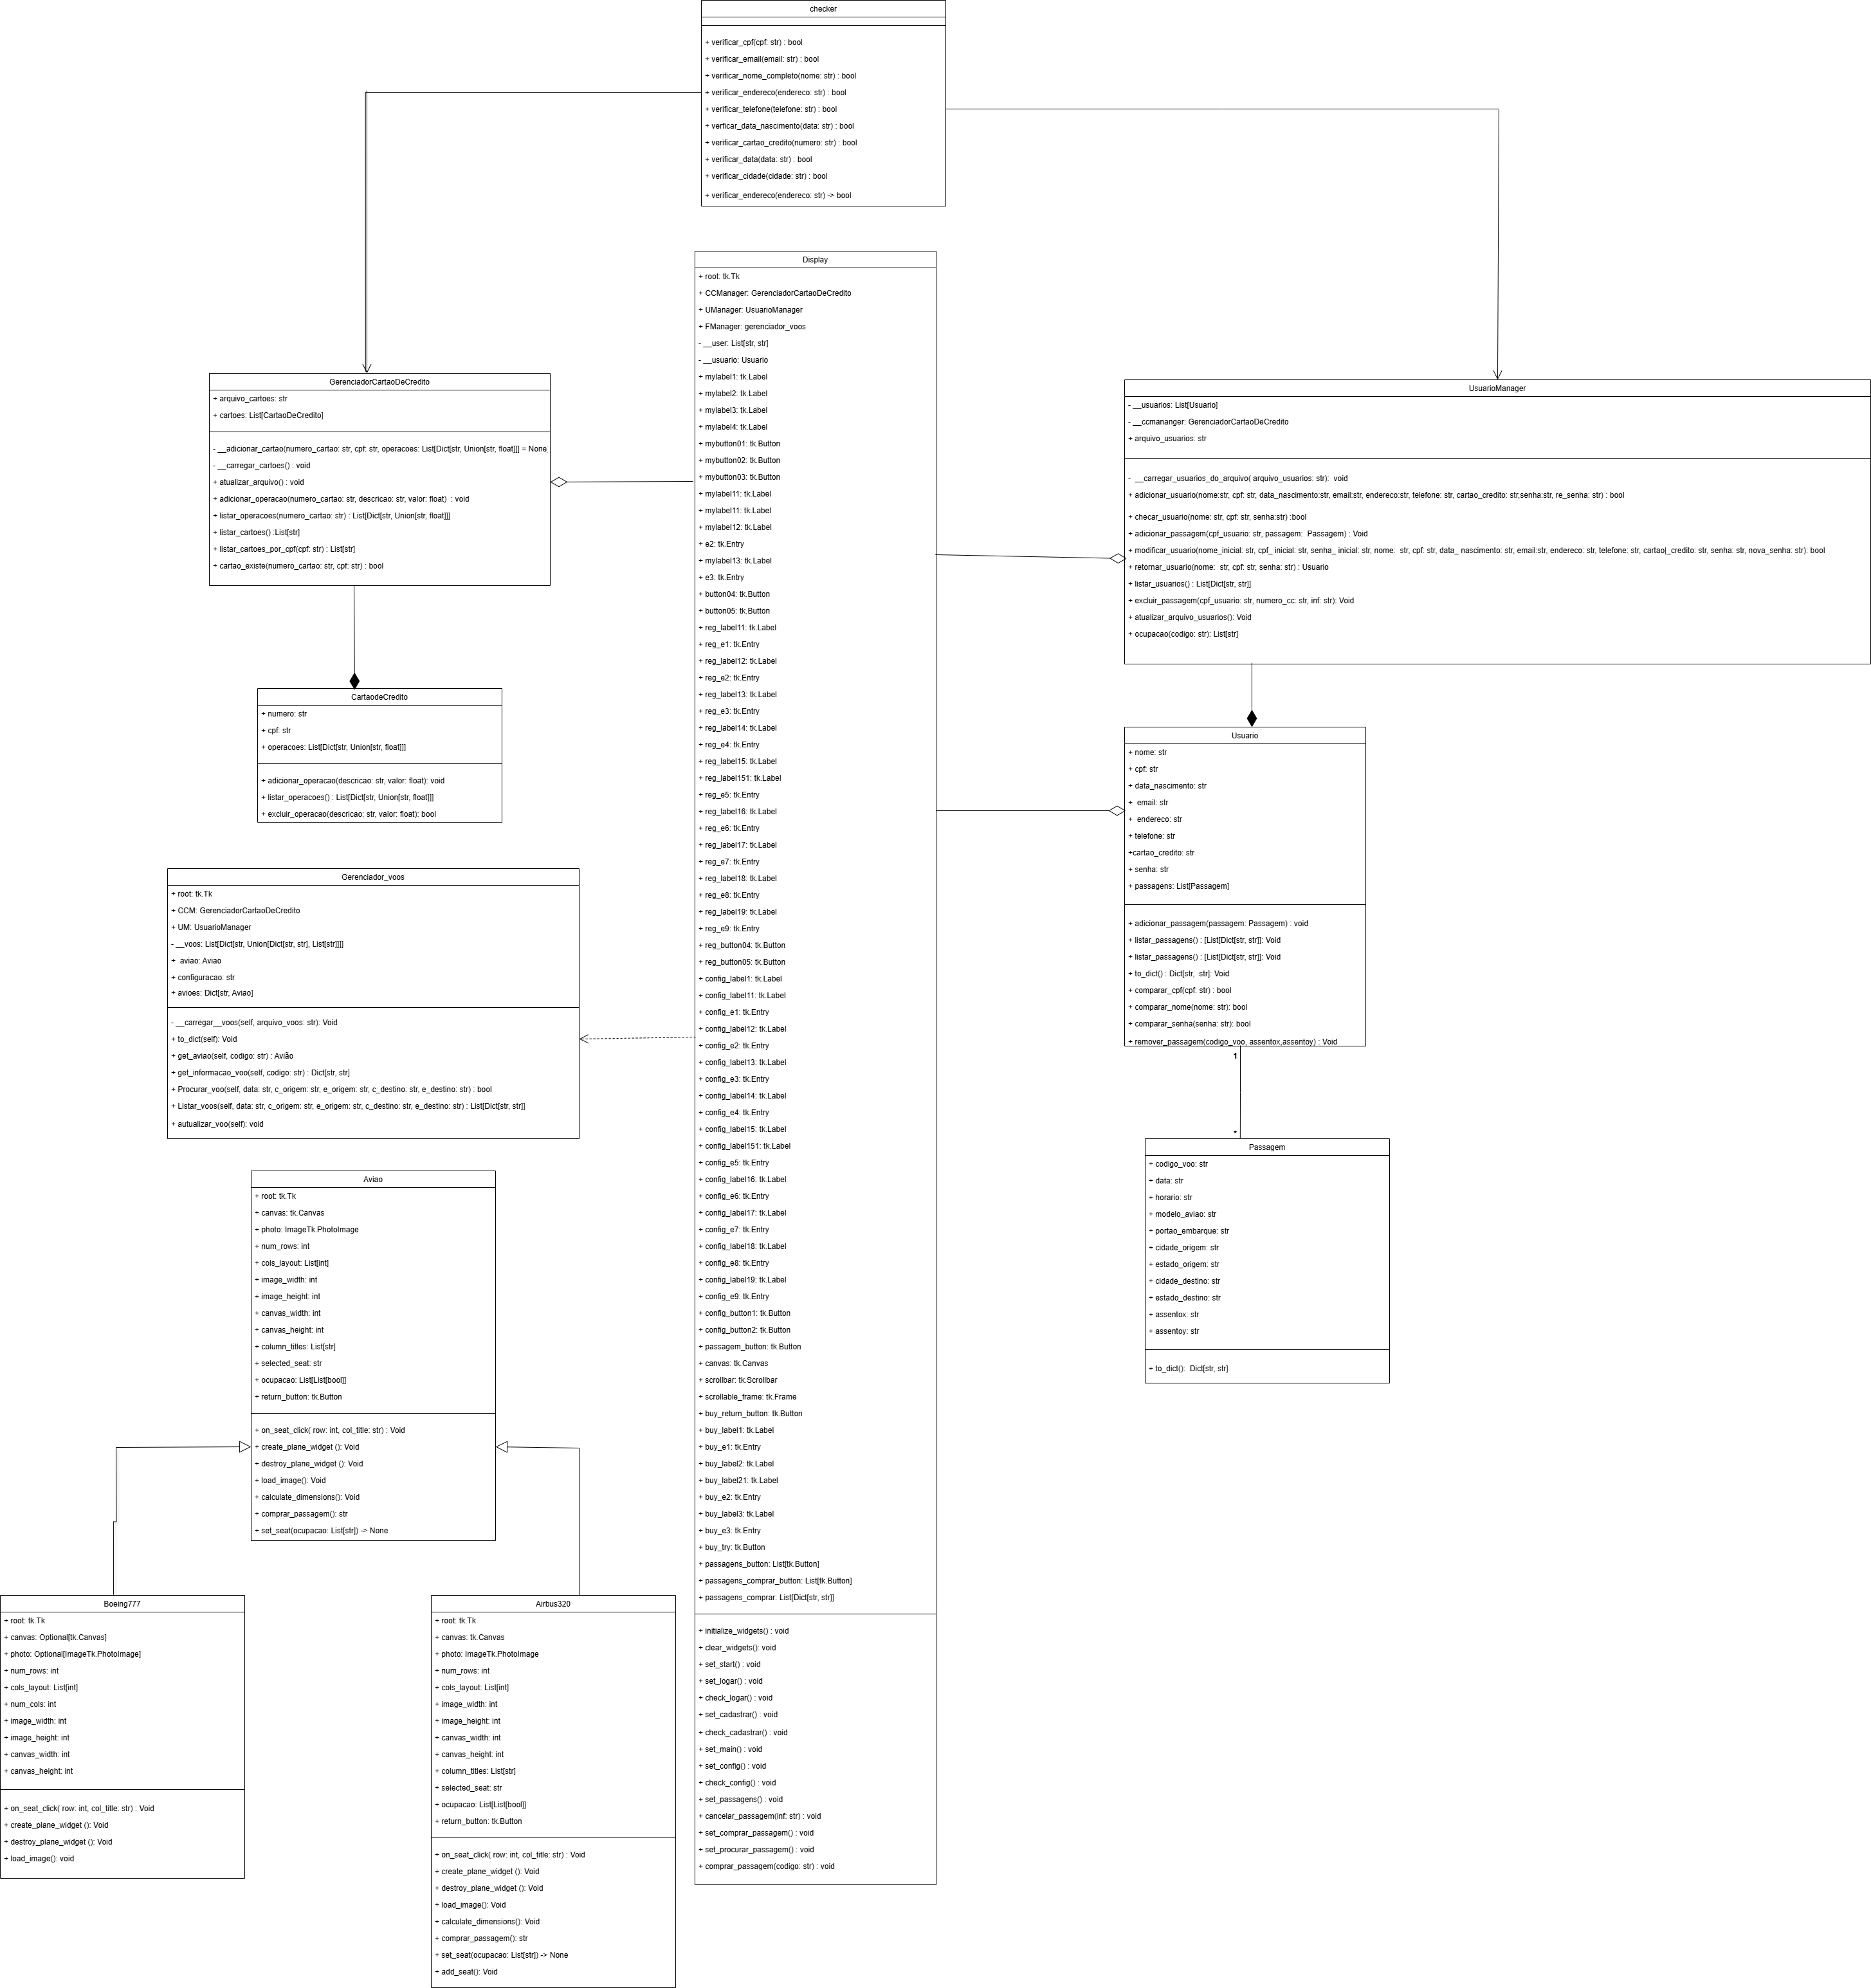 checker
+ verificar_cpf(cpf: str) : bool
+ verificar_email(email: str) : bool
+ verificar_nome_completo(nome: str) : bool
+ verificar_endereco(endereco: str) : bool
+ verificar_telefone(telefone: str) : bool
+ verficar_data_nascimento(data: str) : bool
+ verificar_cartao_credito(numero: str) : bool
+ verificar_data(data: str) : bool
+ verificar_cidade(cidade: str) : bool
+ verificar_endereco(endereco: str) -> bool
GerenciadorCartaoDeCredito
+ arquivo_cartoes: str
+ cartoes: List[CartaoDeCredito]
- __adicionar_cartao(numero_cartao: str, cpf: str, operacoes: List[Dict[str, Union[str, float]]] = None
- __carregar_cartoes() : void
+ atualizar_arquivo() : void
+ adicionar_operacao(numero_cartao: str, descricao: str, valor: float)  : void
+ listar_operacoes(numero_cartao: str) : List[Dict[str, Union[str, float]]]
+ listar_cartoes() :List[str]
+ listar_cartoes_por_cpf(cpf: str) : List[str]
+ cartao_existe(numero_cartao: str, cpf: str) : bool
CartaodeCredito
+ numero: str
+ cpf: str
+ operacoes: List[Dict[str, Union[str, float]]]
+ adicionar_operacao(descricao: str, valor: float): void
+ listar_operacoes() : List[Dict[str, Union[str, float]]]
+ excluir_operacao(descricao: str, valor: float): bool
Gerenciador_voos
+ root: tk.Tk
+ CCM: GerenciadorCartaoDeCredito
+ UM: UsuarioManager
- __voos: List[Dict[str, Union[Dict[str, str], List[str]]]]
+  aviao: Aviao
+ configuracao: str
+ avioes: Dict[str, Aviao]
- __carregar__voos(self, arquivo_voos: str): Void
+ to_dict(self): Void
+ get_aviao(self, codigo: str) : Avião
+ get_informacao_voo(self, codigo: str) : Dict[str, str]
+ Procurar_voo(self, data: str, c_origem: str, e_origem: str, c_destino: str, e_destino: str) : bool
+ Listar_voos(self, data: str, c_origem: str, e_origem: str, c_destino: str, e_destino: str) : List[Dict[str, str]]
+ autualizar_voo(self): void
Aviao
+ root: tk.Tk
+ canvas: tk.Canvas
+ photo: ImageTk.PhotoImage
+ num_rows: int
+ cols_layout: List[int]
+ image_width: int
+ image_height: int
+ canvas_width: int
+ canvas_height: int
+ column_titles: List[str]
+ selected_seat: str
+ ocupacao: List[List[bool]]
+ return_button: tk.Button
+ on_seat_click( row: int, col_title: str) : Void
+ create_plane_widget (): Void
+ destroy_plane_widget (): Void
+ load_image(): Void
+ calculate_dimensions(): Void
+ comprar_passagem(): str
+ set_seat(ocupacao: List[str]) -> None
Boeing777
+ root: tk.Tk
+ canvas: Optional[tk.Canvas]
+ photo: Optional[ImageTk.PhotoImage]
+ num_rows: int
+ cols_layout: List[int]
+ num_cols: int
+ image_width: int
+ image_height: int
+ canvas_width: int
+ canvas_height: int
+ on_seat_click( row: int, col_title: str) : Void
+ create_plane_widget (): Void
+ destroy_plane_widget (): Void
+ load_image(): void
Airbus320
+ root: tk.Tk
+ canvas: tk.Canvas
+ photo: ImageTk.PhotoImage
+ num_rows: int
+ cols_layout: List[int]
+ image_width: int
+ image_height: int
+ canvas_width: int
+ canvas_height: int
+ column_titles: List[str]
+ selected_seat: str
+ ocupacao: List[List[bool]]
+ return_button: tk.Button
+ on_seat_click( row: int, col_title: str) : Void
+ create_plane_widget (): Void
+ destroy_plane_widget (): Void
+ load_image(): Void
+ calculate_dimensions(): Void
+ comprar_passagem(): str
+ set_seat(ocupacao: List[str]) -> None
+ add_seat(): Void
Display
+ root: tk.Tk
+ CCManager: GerenciadorCartaoDeCredito
+ UManager: UsuarioManager
+ FManager: gerenciador_voos
- __user: List[str, str]
- __usuario: Usuario
+ mylabel1: tk.Label
+ mylabel2: tk.Label
+ mylabel3: tk.Label
+ mylabel4: tk.Label
+ mybutton01: tk.Button
+ mybutton02: tk.Button
+ mybutton03: tk.Button
+ mylabel11: tk.Label
+ mylabel11: tk.Label
+ mylabel12: tk.Label
+ e2: tk.Entry
+ mylabel13: tk.Label
+ e3: tk.Entry
+ button04: tk.Button
+ button05: tk.Button
+ reg_label11: tk.Label
+ reg_e1: tk.Entry
+ reg_label12: tk.Label
+ reg_e2: tk.Entry
+ reg_label13: tk.Label
+ reg_e3: tk.Entry
+ reg_label14: tk.Label
+ reg_e4: tk.Entry
+ reg_label15: tk.Label
+ reg_label151: tk.Label
+ reg_e5: tk.Entry
+ reg_label16: tk.Label
+ reg_e6: tk.Entry
+ reg_label17: tk.Label
+ reg_e7: tk.Entry
+ reg_label18: tk.Label
+ reg_e8: tk.Entry
+ reg_label19: tk.Label
+ reg_e9: tk.Entry
+ reg_button04: tk.Button
+ reg_button05: tk.Button
+ config_label1: tk.Label
+ config_label11: tk.Label
+ config_e1: tk.Entry
+ config_label12: tk.Label
+ config_e2: tk.Entry
+ config_label13: tk.Label
+ config_e3: tk.Entry
+ config_label14: tk.Label
+ config_e4: tk.Entry
+ config_label15: tk.Label
+ config_label151: tk.Label
+ config_e5: tk.Entry
+ config_label16: tk.Label
+ config_e6: tk.Entry
+ config_label17: tk.Label
+ config_e7: tk.Entry
+ config_label18: tk.Label
+ config_e8: tk.Entry
+ config_label19: tk.Label
+ config_e9: tk.Entry
+ config_button1: tk.Button
+ config_button2: tk.Button
+ passagem_button: tk.Button
+ canvas: tk.Canvas
+ scrollbar: tk.Scrollbar
+ scrollable_frame: tk.Frame
+ buy_return_button: tk.Button
+ buy_label1: tk.Label
+ buy_e1: tk.Entry
+ buy_label2: tk.Label
+ buy_label21: tk.Label
+ buy_e2: tk.Entry
+ buy_label3: tk.Label
+ buy_e3: tk.Entry
+ buy_try: tk.Button
+ passagens_button: List[tk.Button]
+ passagens_comprar_button: List[tk.Button]
+ passagens_comprar: List[Dict[str, str]]
+ initialize_widgets() : void
+ clear_widgets(): void
+ set_start() : void
+ set_logar() : void
+ check_logar() : void
+ set_cadastrar() : void
+ check_cadastrar() : void
+ set_main() : void
+ set_config() : void
+ check_config() : void
+ set_passagens() : void
+ cancelar_passagem(inf: str) : void
+ set_comprar_passagem() : void
+ set_procurar_passagem() : void
+ comprar_passagem(codigo: str) : void
UsuarioManager
- __usuarios: List[Usuario]
- __ccmananger: GerenciadorCartaoDeCredito
+ arquivo_usuarios: str
-  __carregar_usuarios_do_arquivo( arquivo_usuarios: str):  void
+ adicionar_usuario(nome:str, cpf: str, data_nascimento:str, email:str, endereco:str, telefone: str, cartao_credito: str,senha:str, re_senha: str) : bool
+ checar_usuario(nome: str, cpf: str, senha:str) :bool
+ adicionar_passagem(cpf_usuario: str, passagem:  Passagem) : Void
+ modificar_usuario(nome_inicial: str, cpf_ inicial: str, senha_ inicial: str, nome:  str, cpf: str, data_ nascimento: str, email:str, endereco: str, telefone: str, cartao|_credito: str, senha: str, nova_senha: str): bool
+ retornar_usuario(nome:  str, cpf: str, senha: str) : Usuario
+ listar_usuarios() : List[Dict[str, str]]
+ excluir_passagem(cpf_usuario: str, numero_cc: str, inf: str): Void
+ atualizar_arquivo_usuarios(): Void
+ ocupacao(codigo: str): List[str]
Usuario
+ nome: str
+ cpf: str
+ data_nascimento: str
+  email: str
+  endereco: str
+ telefone: str
+cartao_credito: str
+ senha: str
+ passagens: List[Passagem]
+ adicionar_passagem(passagem: Passagem) : void
+ listar_passagens() : [List[Dict[str, str]]: Void
+ listar_passagens() : [List[Dict[str, str]]: Void
+ to_dict() : Dict[str,  str]: Void
+ comparar_cpf(cpf: str) : bool
+ comparar_nome(nome: str): bool
+ comparar_senha(senha: str): bool
+ remover_passagem(codigo_voo, assentox,assentoy) : Void
1
*
Passagem
+ codigo_voo: str
+ data: str
+ horario: str
+ modelo_aviao: str
+ portao_embarque: str
+ cidade_origem: str
+ estado_origem: str
+ cidade_destino: str
+ estado_destino: str
+ assentox: str
+ assentoy: str
+ to_dict():  Dict[str, str]